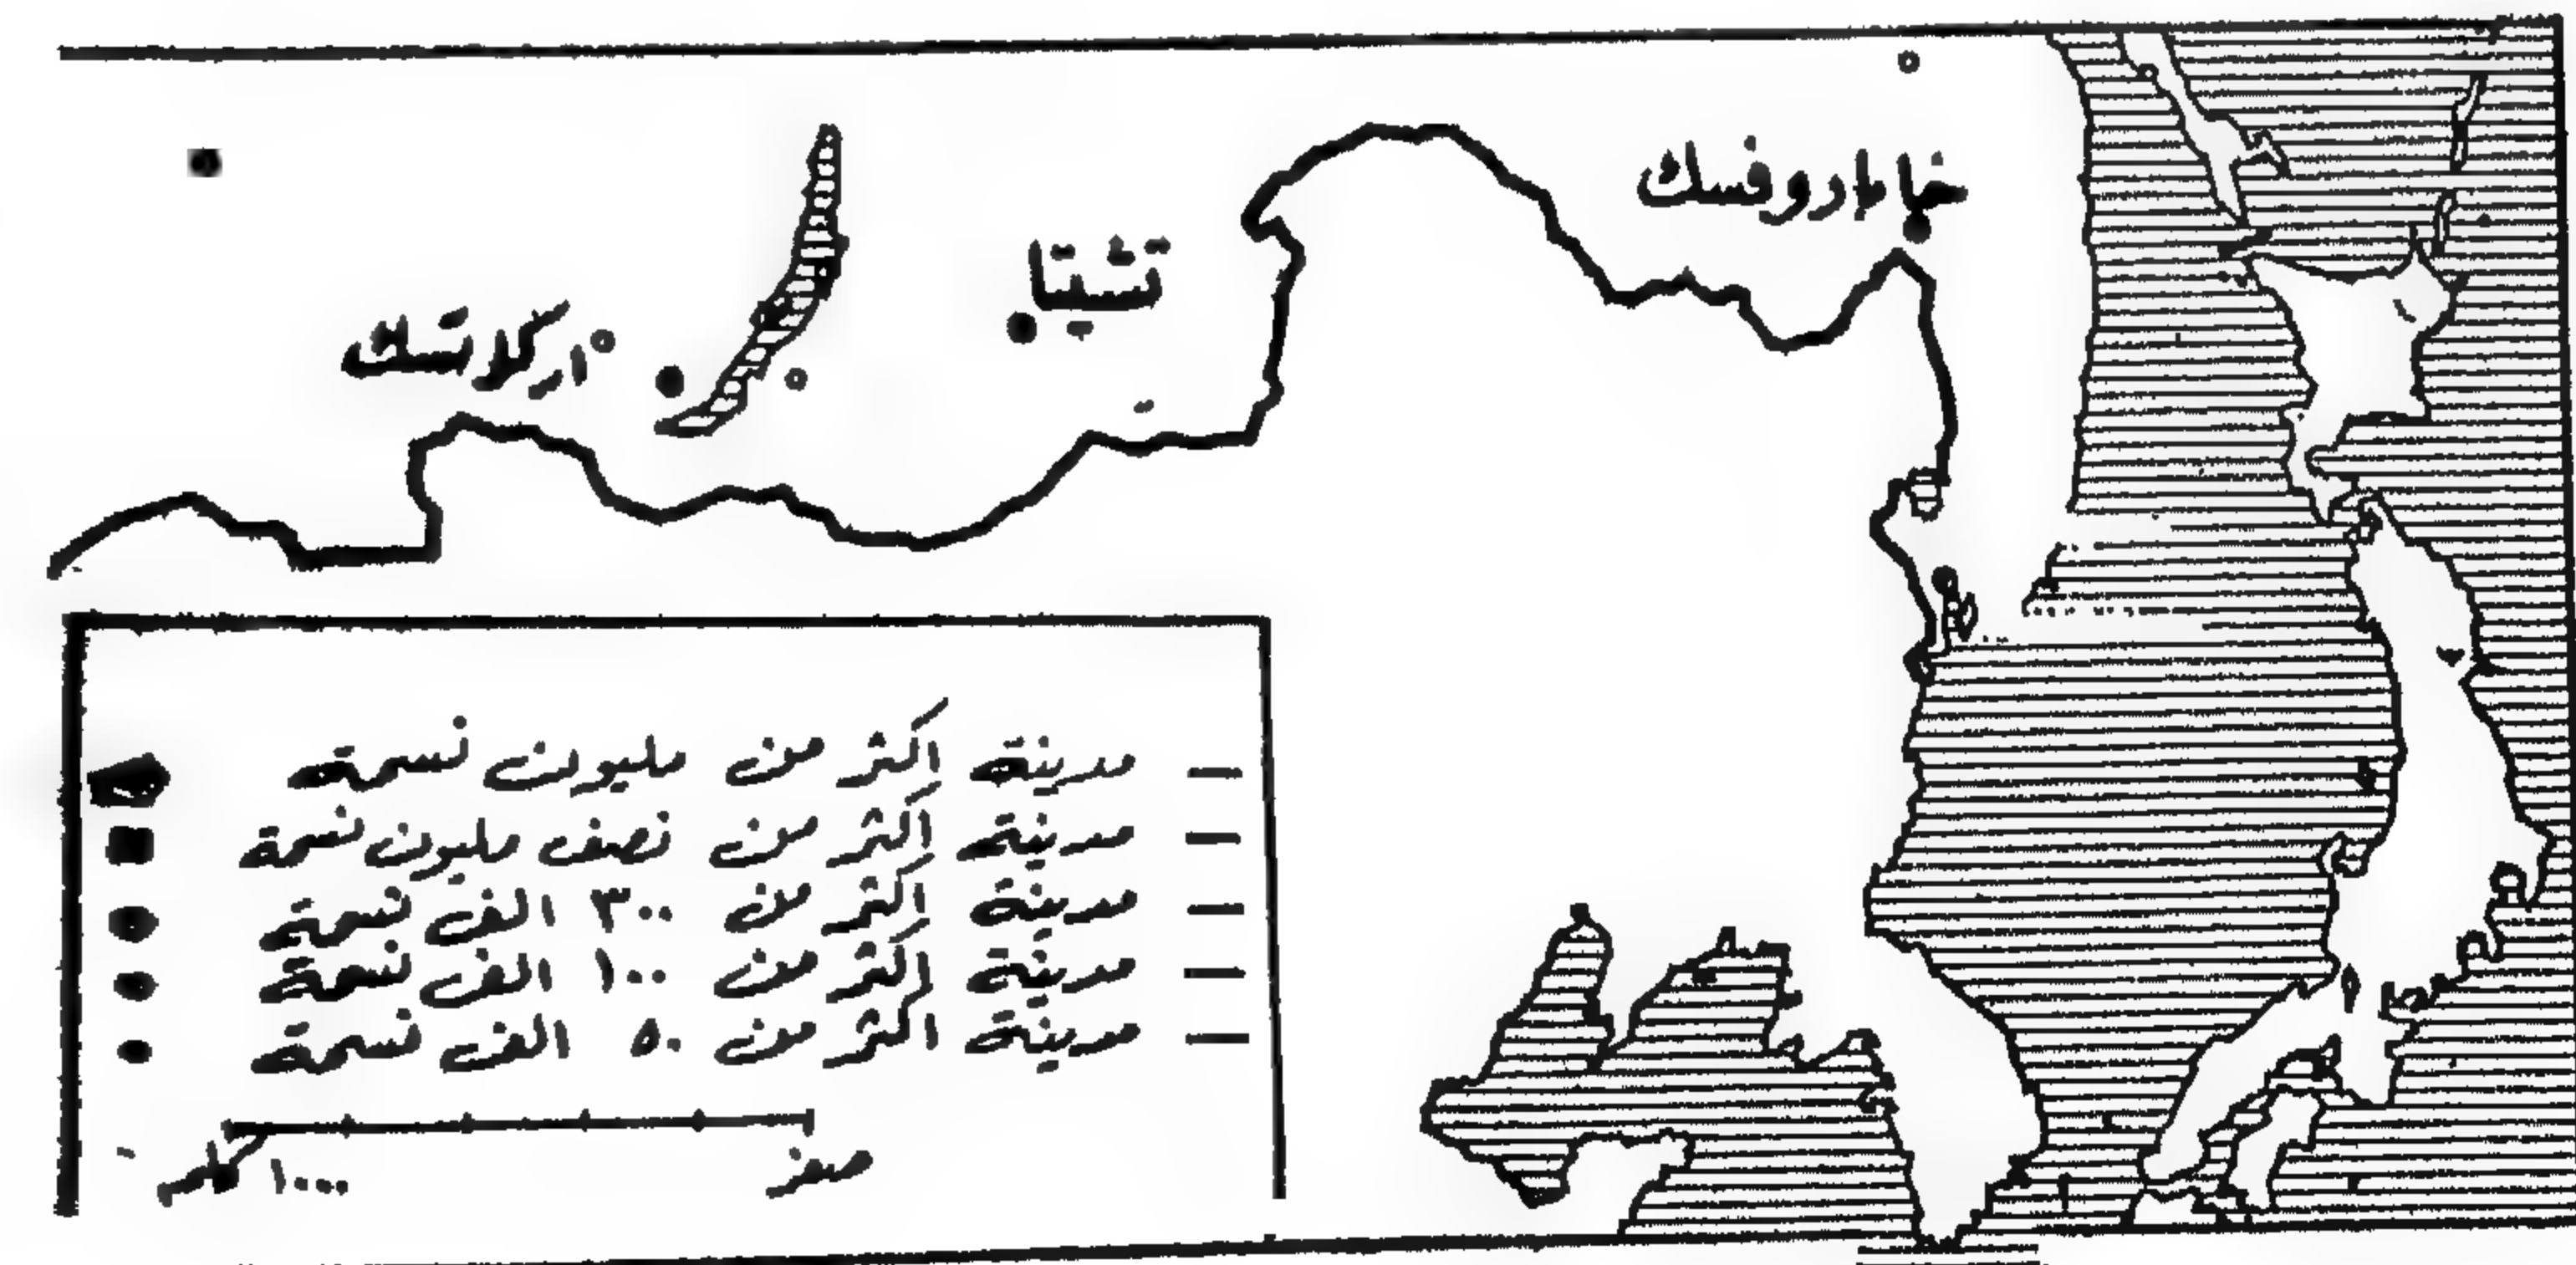 خاباروفسك
تشيتا
اركلاتسك
— مدينة اكثر من مليون نسمة
— مدينة اكثر من نصف مليون نسمة
— مدينة اكثر من ٣٠٠ الف نسمة
— مدينة اكثر من ١٠٠ الف نسمة
— مدينة اكثر من ٥٠ الف نسمة
صفر ١٠٠٠ كلم